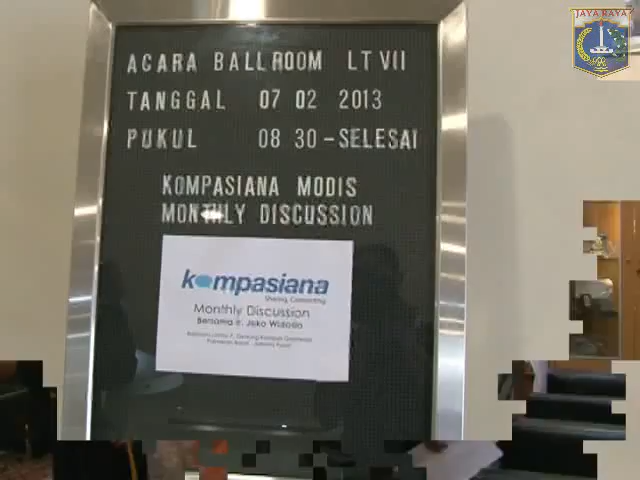 JAYA RAYA
ACARA BALLROOM LT VII
TANGGAL 07 02 2013
PUKUL 08 30 - SELESAI
KOMPASIANA MODIS
MONTHLY DISCUSSION
kompasiana
Sharing. Connecting.
Monthly Discussion
Bersama Ir. Joko Widodo